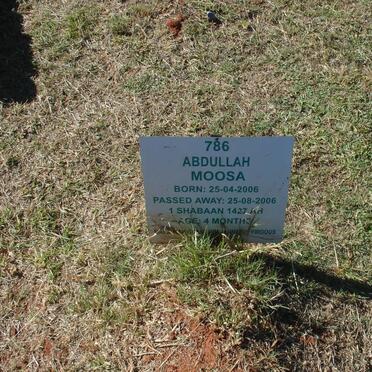 786
ABDULLAH
MOOSA
BORN: 25-04-2006
PASSED AWAY: 25-08-2006
1 SHABAAN 1427 AH
AGE: 4 MONTHS